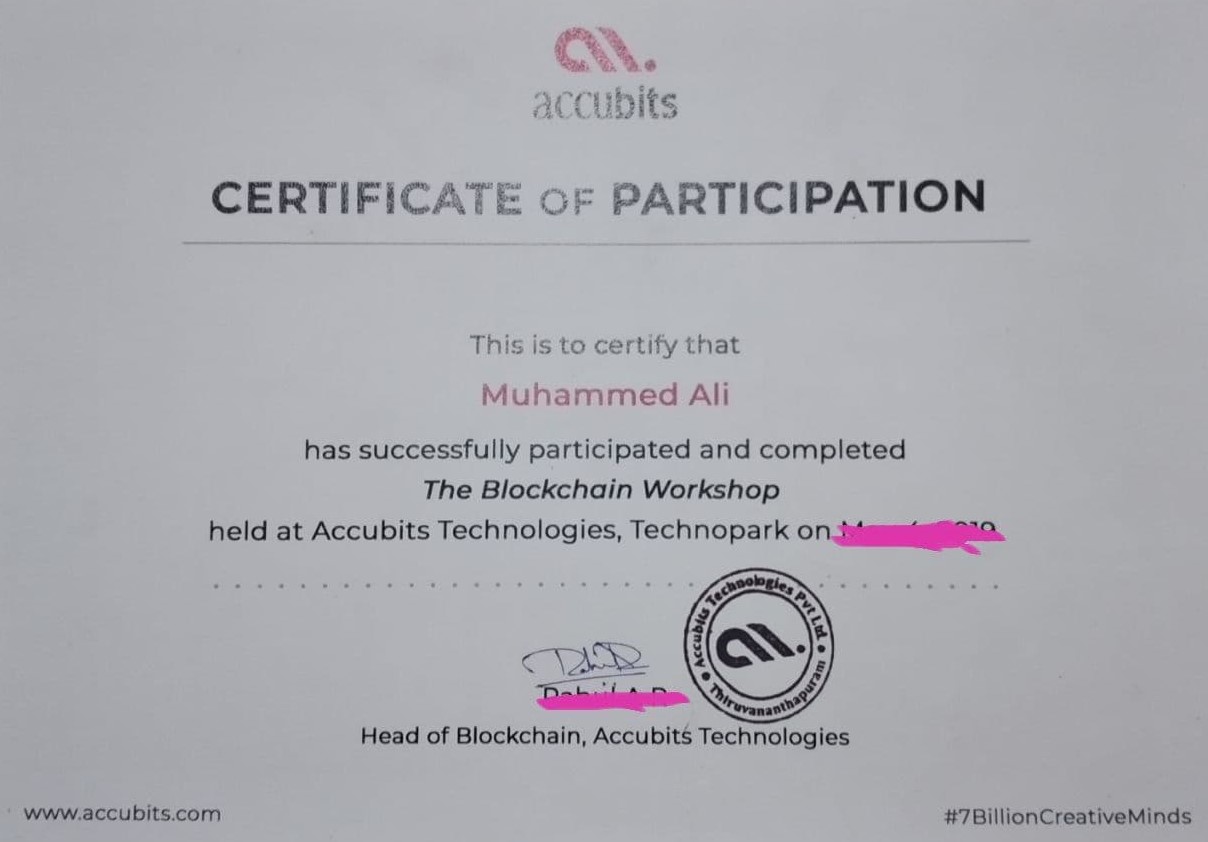 accubits
CERTIFICATE OF PARTICIPATION
This is to certify that
Muhammed Ali
has successfully participated and completed
The Blockchain Workshop
held at Accubits Technologies, Technopark on
Accubits Technologies Pvt Ltd.
Thiruvananthapuram
Head of Blockchain, Accubits Technologies
www.accubits.com
#7BillionCreativeMinds